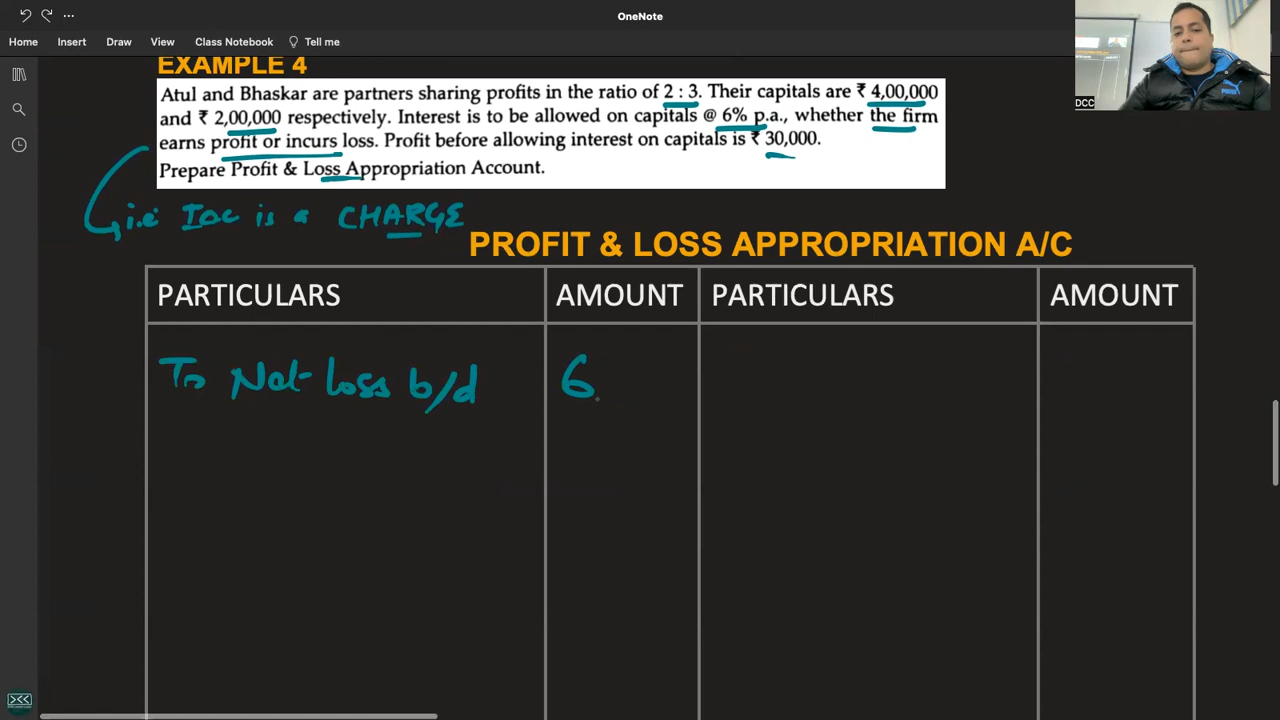 OneNote
Home Insert Draw View Class Notebook Tell me
EXAMPLE 4
Atul and Bhaskar are partners sharing profits in the ratio of 2 : 3. Their capitals are ₹ 4,00,000
and ₹ 2,00,000 respectively. Interest is to be allowed on capitals @ 6% p.a., whether the firm
earns profit or incurs loss. Profit before allowing interest on capitals is ₹ 30,000.
Prepare Profit & Loss Appropriation Account.
i.e IOC is a CHARGE
PROFIT & LOSS APPROPRIATION A/C
PARTICULARS AMOUNT PARTICULARS AMOUNT
To Net loss b/d 6
DCC
PUMA